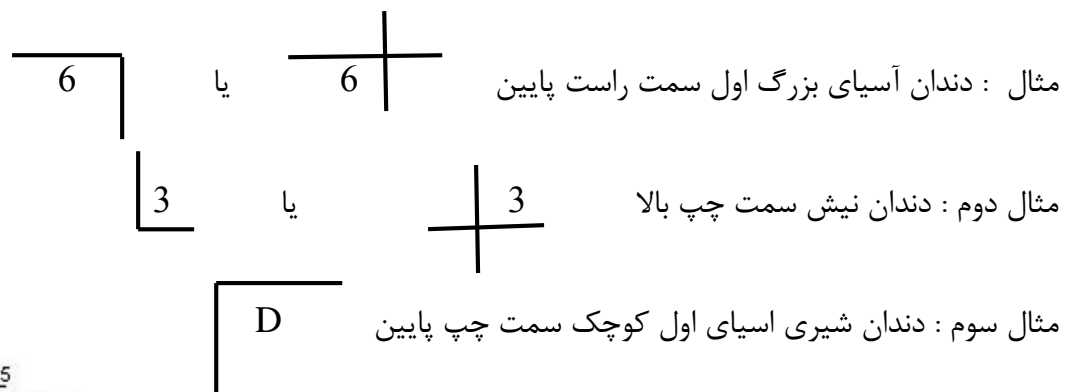 مثال : دندان آسیای بزرگ اول سمت راست پایین 6 یا 6
مثال دوم : دندان نیش سمت چپ بالا 3 یا 3
مثال سوم : دندان شیری اسیای اول کوچک سمت چپ پایین D
5